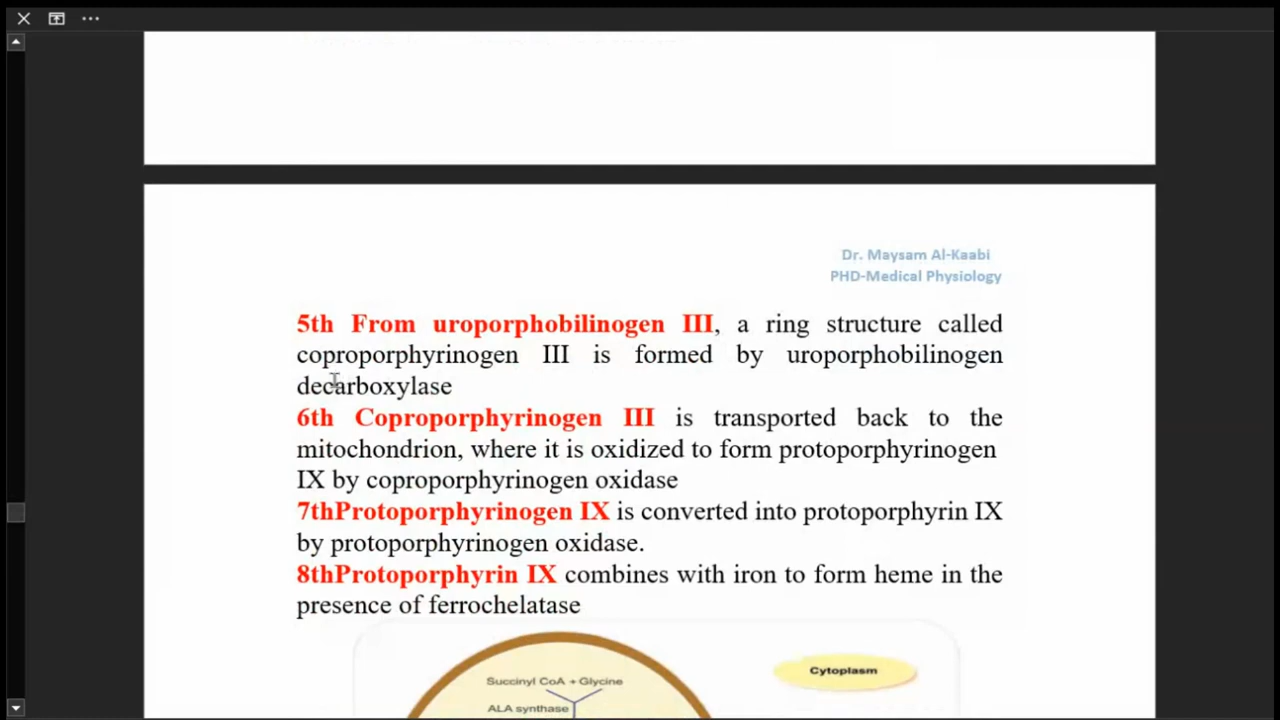 Dr. Maysam Al-Kaabi
PHD-Medical Physiology
5th From uroporphobilinogen III, a ring structure called
coproporphyrinogen III is formed by uroporphobilinogen
decarboxylase
6th Coproporphyrinogen III is transported back to the
mitochondrion, where it is oxidized to form protoporphyrinogen
IX by coproporphyrinogen oxidase
7thProtoporphyrinogen IX is converted into protoporphyrin IX
by protoporphyrinogen oxidase.
8thProtoporphyrin IX combines with iron to form heme in the
presence of ferrochelatase
Cytoplasm
Succinyl CoA + Glycine
ALA synthase